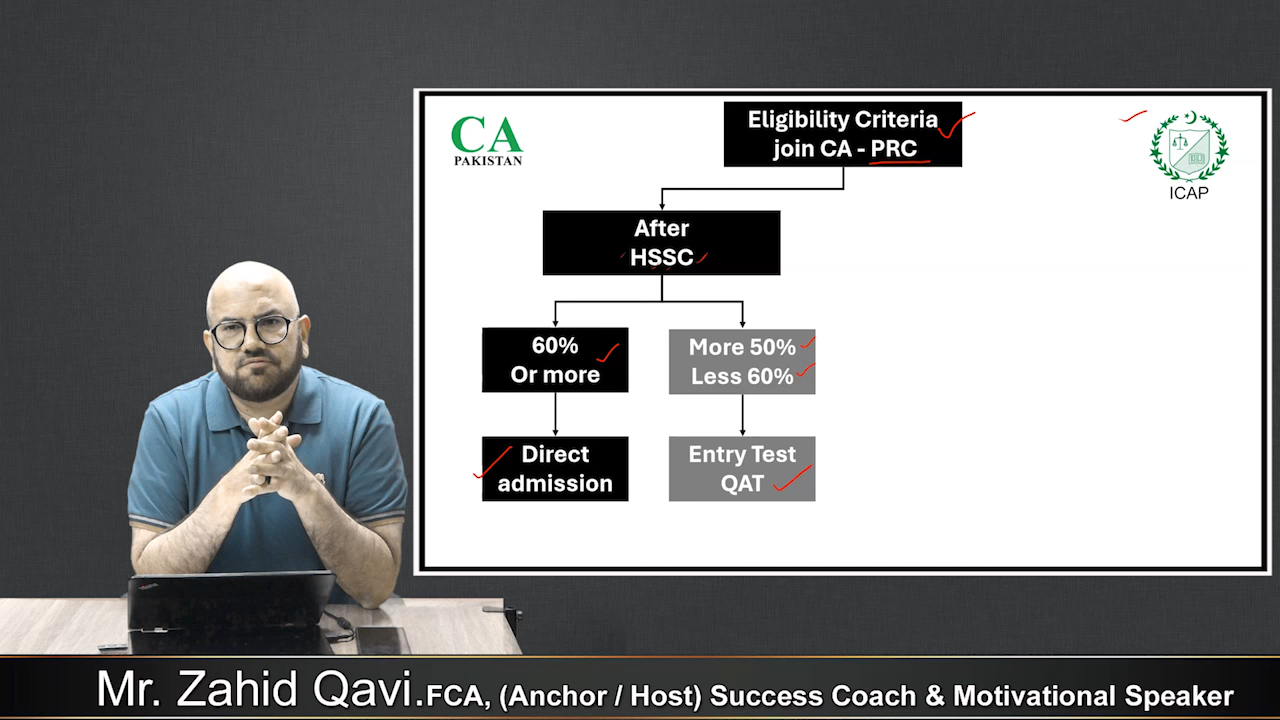 CA
PAKISTAN
Eligibility Criteria
join CA - PRC
ICAP
After
HSSC
60%
Or more
More 50%
Less 60%
Direct
admission
Entry Test
QAT
Mr. Zahid Qavi.FCA, (Anchor / Host) Success Coach & Motivational Speaker